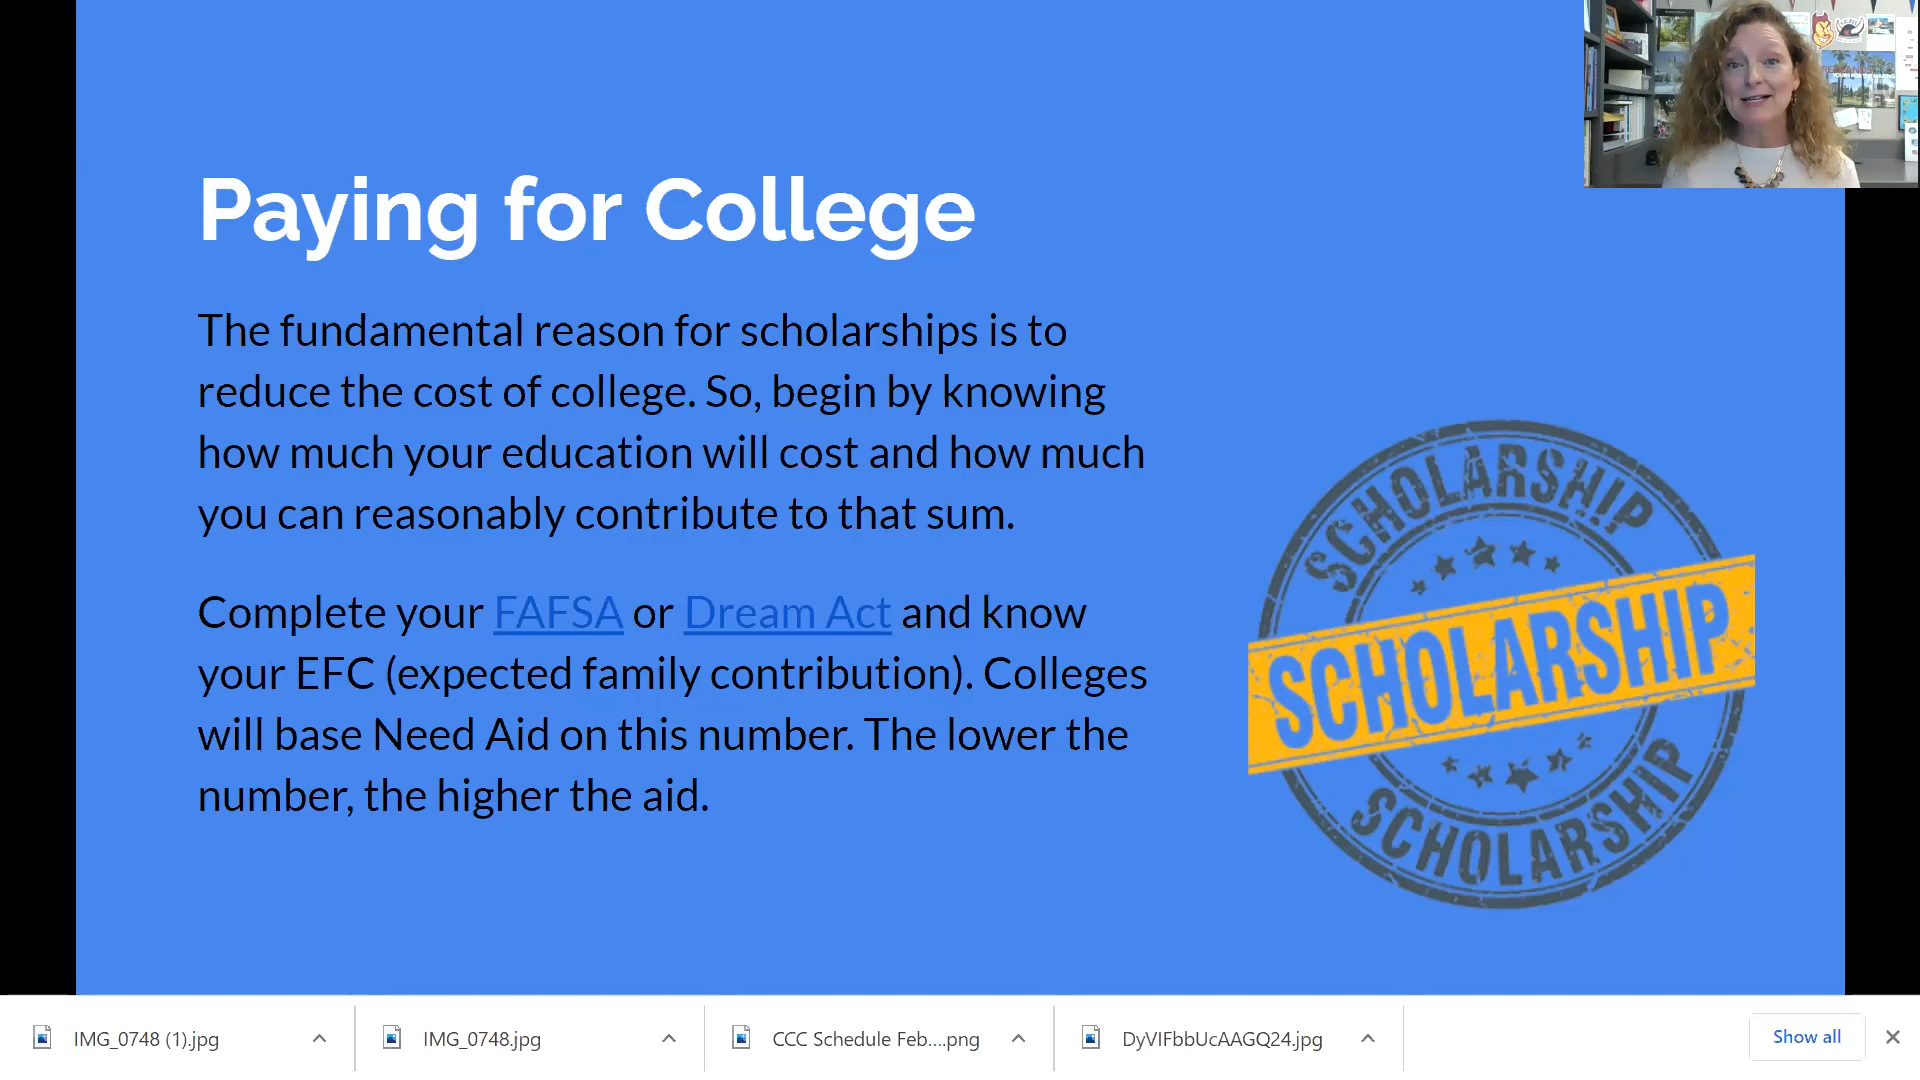 Paying for College
The fundamental reason for scholarships is to
reduce the cost of college. So, begin by knowing
how much your education will cost and how much
you can reasonably contribute to that sum.
Complete your FAFSA or Dream Act and know
your EFC (expected family contribution). Colleges
will base Need Aid on this number. The lower the
number, the higher the aid.
SCHOLARSHIP
SCHOLARSHIP
SCHOLARSHIP
IMG_0748 (1).jpg
IMG_0748.jpg
CCC Schedule Feb....png
DyVIFbbUcAAGQ24.jpg
Show all